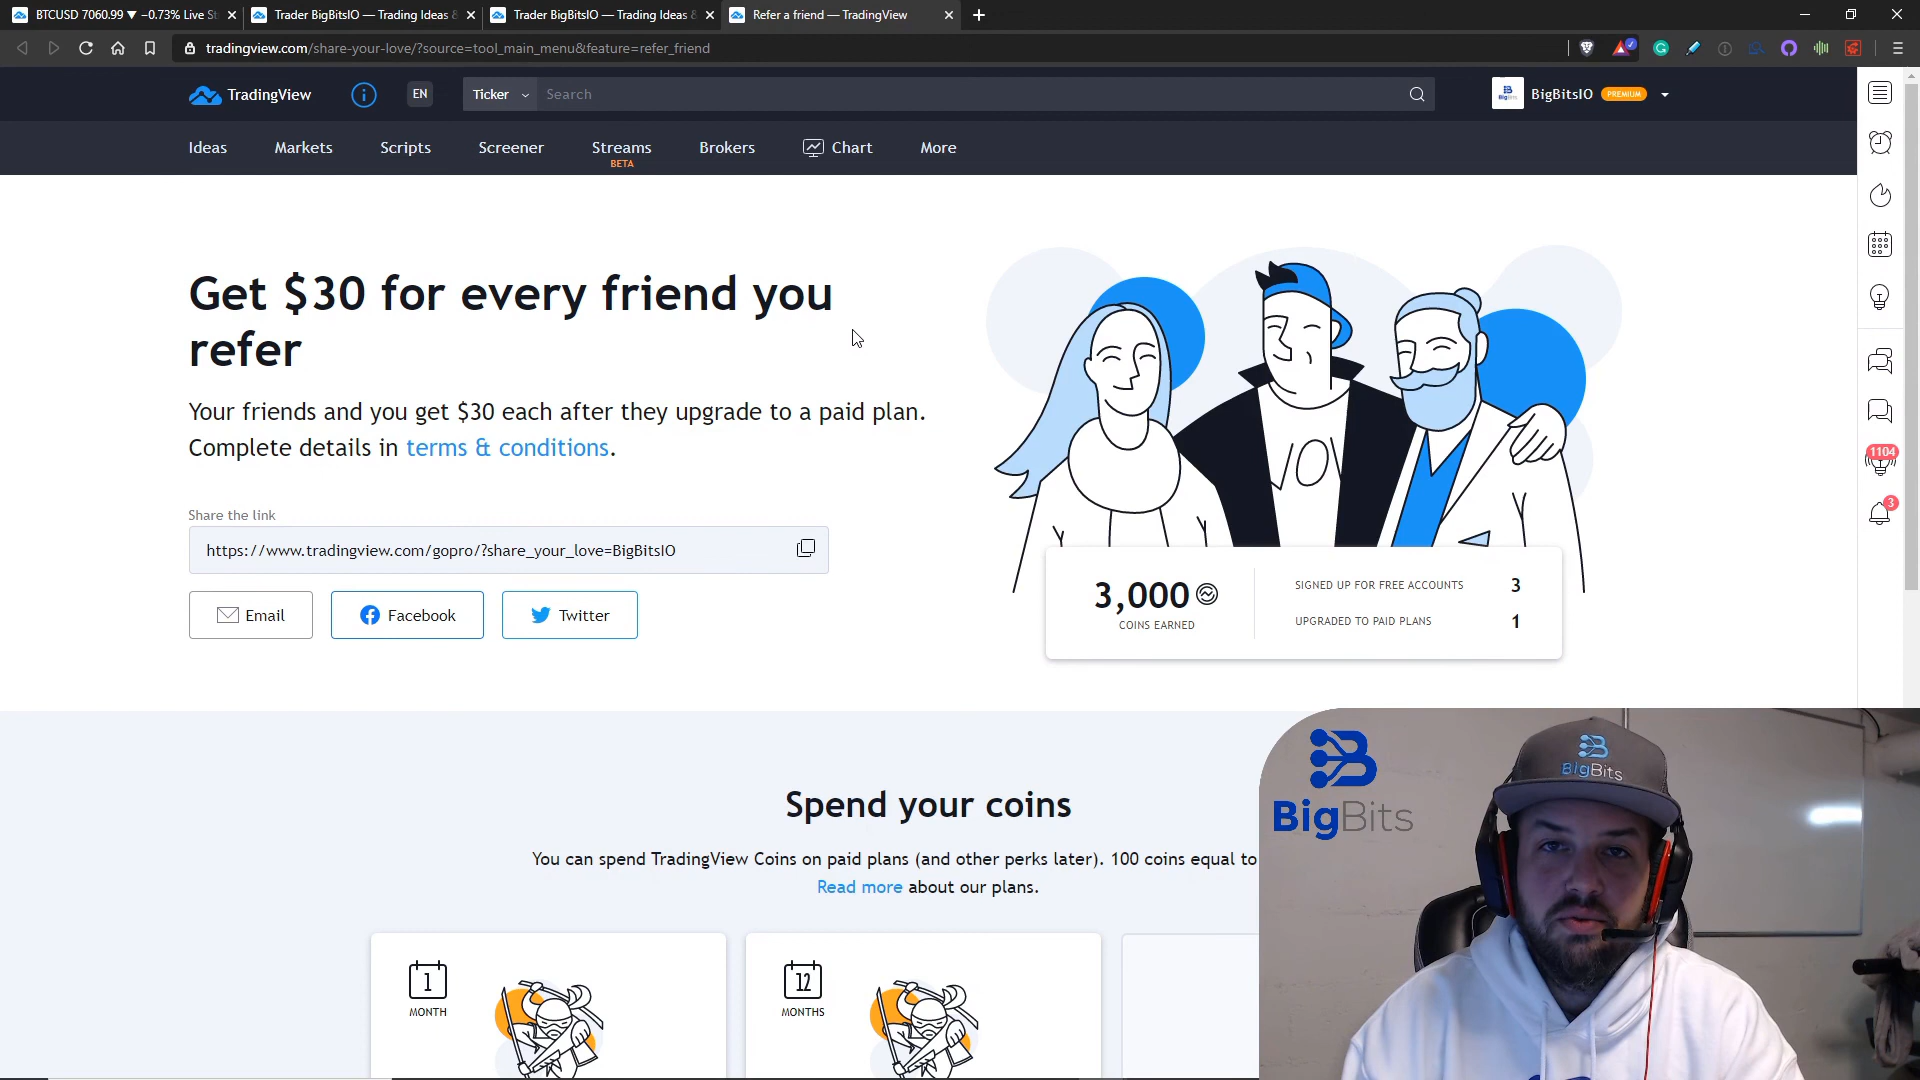 BTCUSD 7060.99 ▼ −0.73% Live St
Trader BigBitsIO — Trading Ideas &
Trader BigBitsIO — Trading Ideas &
Refer a friend — TradingView
tradingview.com/share-your-love/?source=tool_main_menu&feature=refer_friend
TradingView
EN
Ticker
Search
BigBitsIO
PREMIUM
Ideas
Markets
Scripts
Screener
Streams
BETA
Brokers
Chart
More
Get $30 for every friend you
refer
Your friends and you get $30 each after they upgrade to a paid plan.
Complete details in terms & conditions.
Share the link
https://www.tradingview.com/gopro/?share_your_love=BigBitsIO
Email
Facebook
Twitter
3,000
COINS EARNED
SIGNED UP FOR FREE ACCOUNTS 3
UPGRADED TO PAID PLANS 1
1104
3
Spend your coins
You can spend TradingView Coins on paid plans (and other perks later). 100 coins equal to
Read more about our plans.
1
MONTH
12
MONTHS
BigBits
BigBits